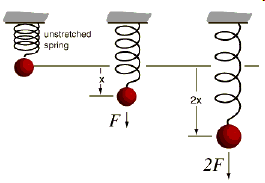 unstretched
spring
x
F
2x
2F